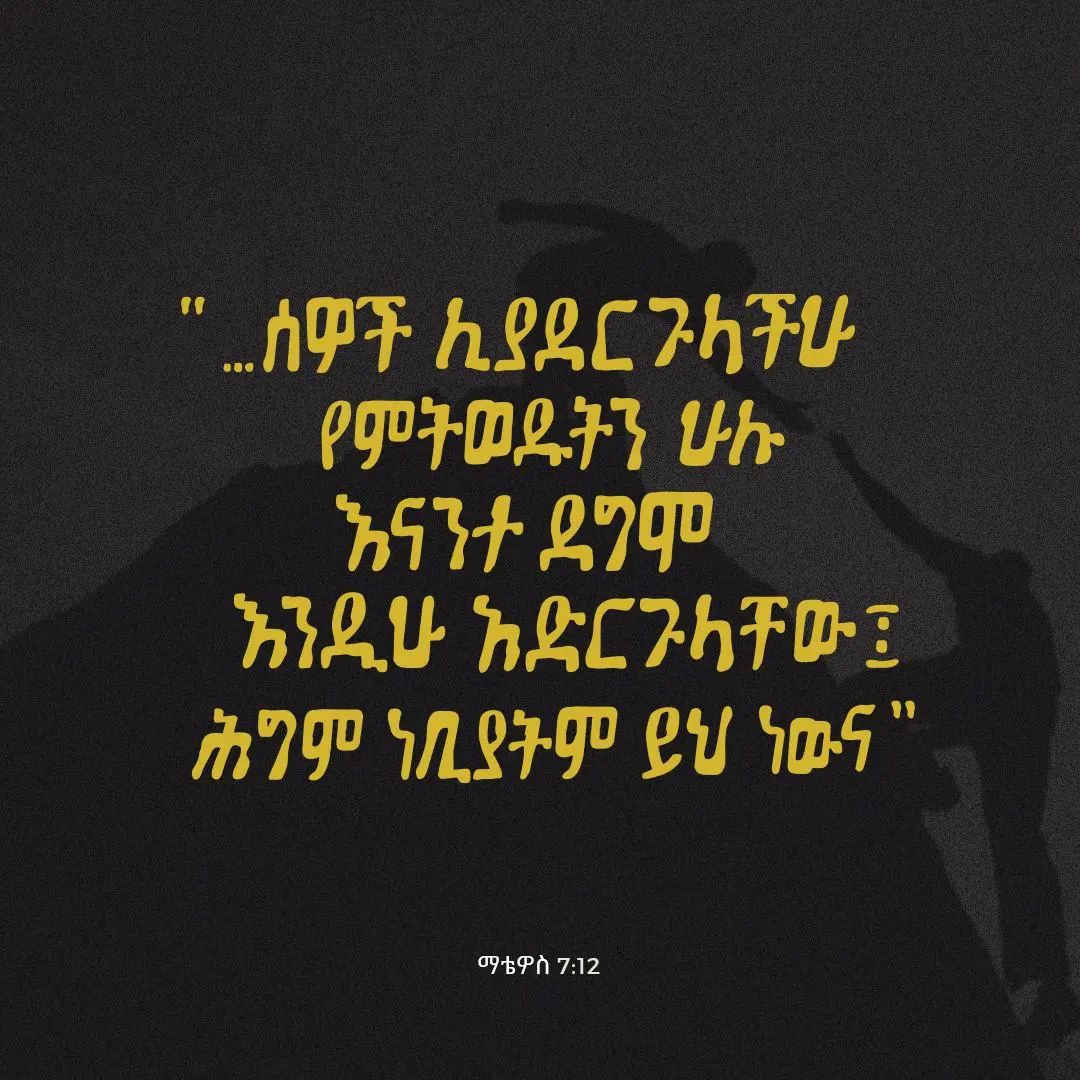 "...ሰዎች ሊያደርጉላችሁ
የምትወዱትን ሁሉ
እናንተ ደግሞ
እንዲሁ አድርጉላቸው፤
ሕግም ነቢያትም ይህ ነውና"
ማቴዎስ 7:12